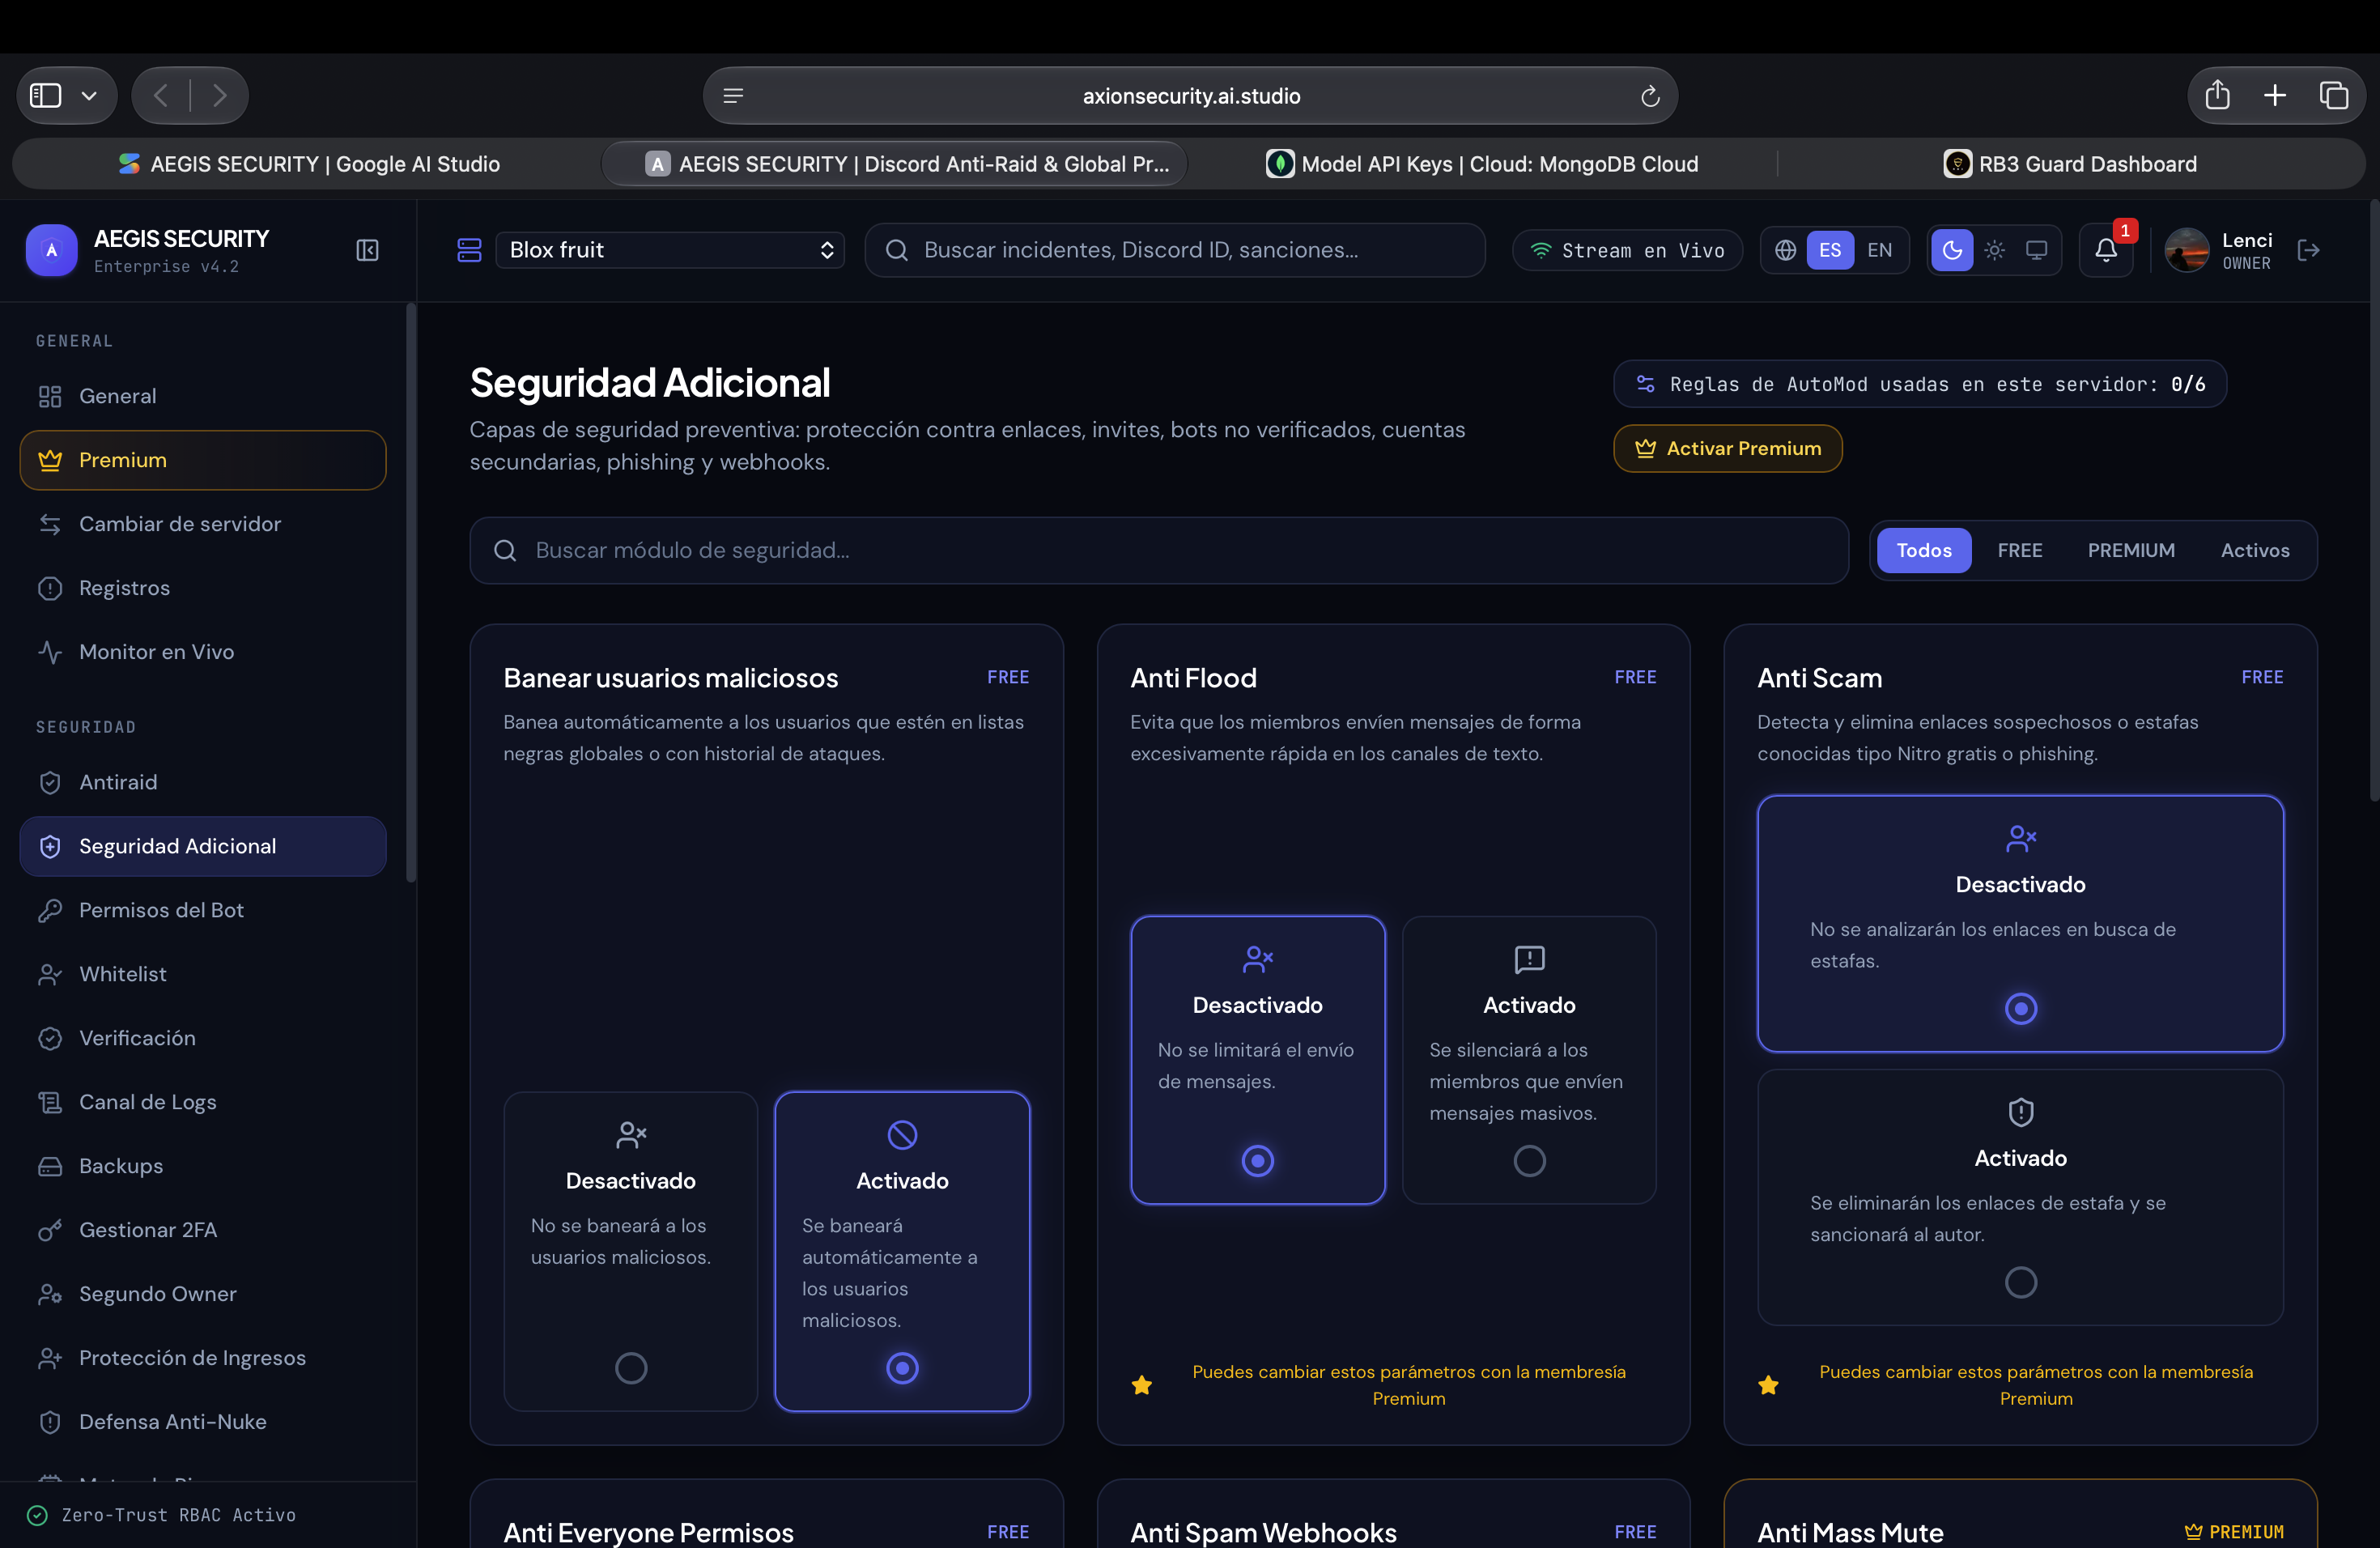 axionsecurity.ai.studio
AEGIS SECURITY | Google AI Studio
A AEGIS SECURITY | Discord Anti-Raid & Global Pr...
Model API Keys | Cloud: MongoDB Cloud
RB3 Guard Dashboard
A
AEGIS SECURITY
Enterprise v4.2
Blox fruit
Buscar incidentes, Discord ID, sanciones...
Stream en Vivo
ES EN
1
Lenci
OWNER
GENERAL
General
Premium
Cambiar de servidor
Registros
Monitor en Vivo
SEGURIDAD
Antiraid
Seguridad Adicional
Permisos del Bot
Whitelist
Verificación
Canal de Logs
Backups
Gestionar 2FA
Segundo Owner
Protección de Ingresos
Defensa Anti-Nuke
Zero-Trust RBAC Activo
Seguridad Adicional
Capas de seguridad preventiva: protección contra enlaces, invites, bots no verificados, cuentas
secundarias, phishing y webhooks.
Reglas de AutoMod usadas en este servidor: 0/6
Activar Premium
Buscar módulo de seguridad...
Todos FREE PREMIUM Activos
Banear usuarios maliciosos FREE
Banea automáticamente a los usuarios que estén en listas
negras globales o con historial de ataques.
Desactivado
No se baneará a los
usuarios maliciosos.
Activado
Se baneará
automáticamente a
los usuarios
maliciosos.
Anti Flood FREE
Evita que los miembros envíen mensajes de forma
excesivamente rápida en los canales de texto.
Desactivado
No se limitará el envío
de mensajes.
Activado
Se silenciará a los
miembros que envíen
mensajes masivos.
Puedes cambiar estos parámetros con la membresía
Premium
Anti Scam FREE
Detecta y elimina enlaces sospechosos o estafas
conocidas tipo Nitro gratis o phishing.
Desactivado
No se analizarán los enlaces en busca de
estafas.
Activado
Se eliminarán los enlaces de estafa y se
sancionará al autor.
Puedes cambiar estos parámetros con la membresía
Premium
Anti Everyone Permisos FREE
Anti Spam Webhooks FREE
Anti Mass Mute PREMIUM